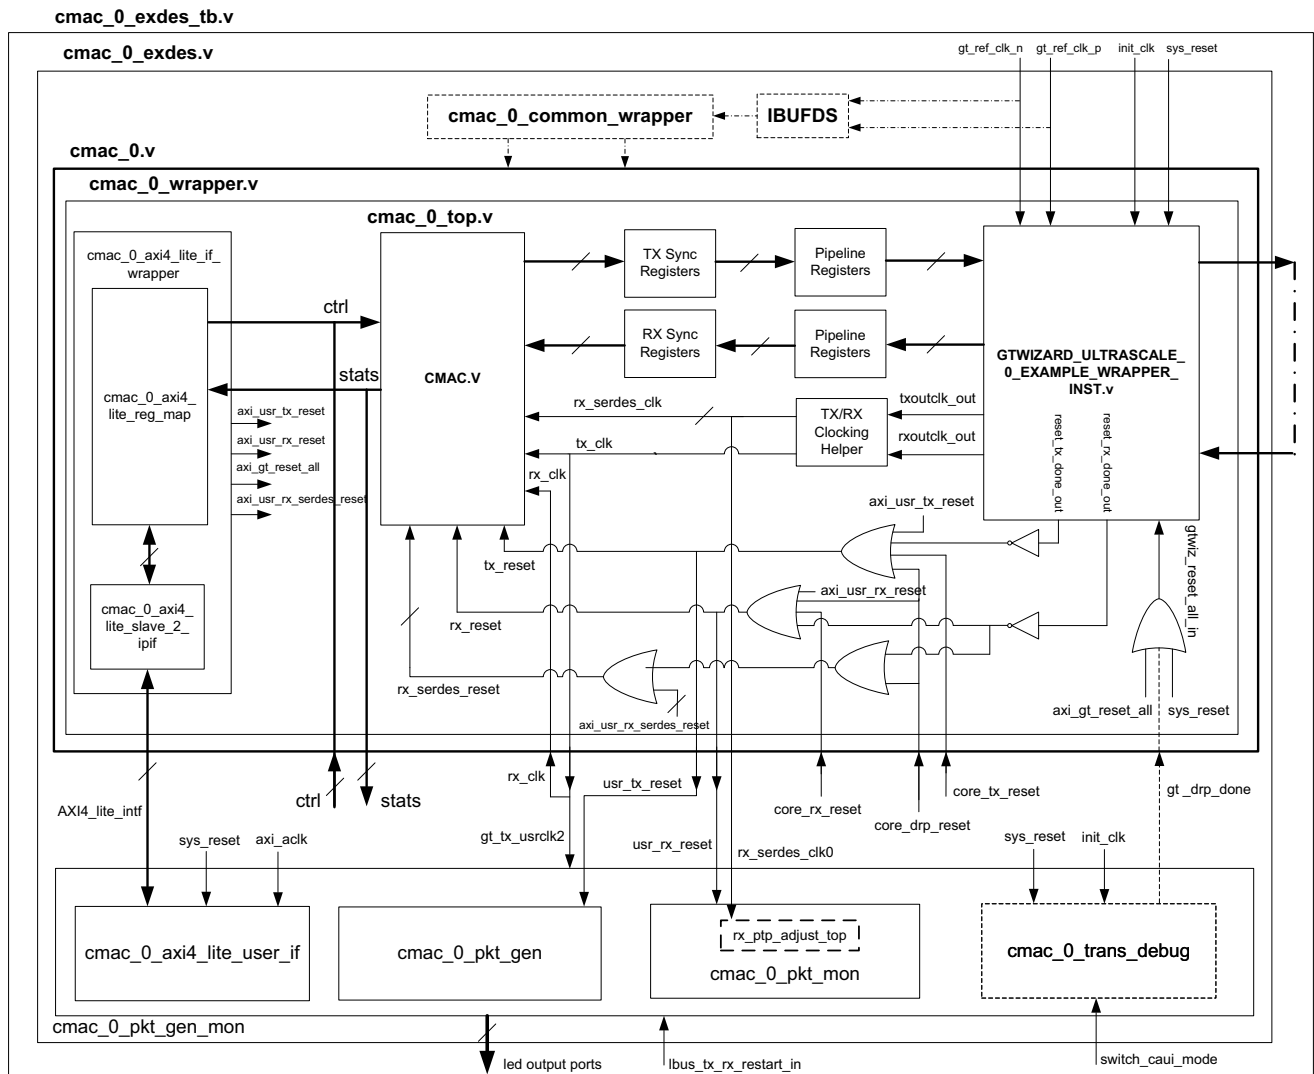 cmac_0_exdes_tb.v
cmac_0_exdes.v
gt_ref_clk_n
gt_ref_clk_p
init_clk
sys_reset
cmac_0_common_wrapper
IBUFDS
cmac_0.v
cmac_0_wrapper.v
cmac_0_top.v
cmac_0_axi4_lite_if_
wrapper
TX Sync
Registers
Pipeline
Registers
ctrl
RX Sync
Registers
Pipeline
Registers
GTWIZARD_ULTRASCALE_
0_EXAMPLE_WRAPPER_
INST.v
stats
CMAC.V
cmac_0_axi4_
lite_reg_map
rx_serdes_clk
TX/RX
Clocking
Helper
txoutclk_out
rxoutclk_out
reset_tx_done_out
reset_rx_done_out
axi_usr_tx_reset
axi_usr_rx_reset
axi_gt_reset_all
axi_usr_rx_serdes_reset
tx_clk
rx_clk
axi_usr_tx_reset
gtwiz_reset_all_in
tx_reset
axi_usr_rx_reset
cmac_0_axi4_
lite_slave_2_
ipif
rx_reset
rx_serdes_reset
axi_usr_rx_serdes_reset
axi_gt_reset_all
sys_reset
AXI4_lite_intf
ctrl
stats
rx_clk
usr_tx_reset
core_rx_reset
core_tx_reset
core_drp_reset
gt_drp_done
sys_reset
axi_aclk
gt_tx_usrclk2
usr_rx_reset
rx_serdes_clk0
sys_reset
init_clk
cmac_0_axi4_lite_user_if
cmac_0_pkt_gen
rx_ptp_adjust_top
cmac_0_pkt_mon
cmac_0_trans_debug
cmac_0_pkt_gen_mon
led output ports
lbus_tx_rx_restart_in
switch_caui_mode